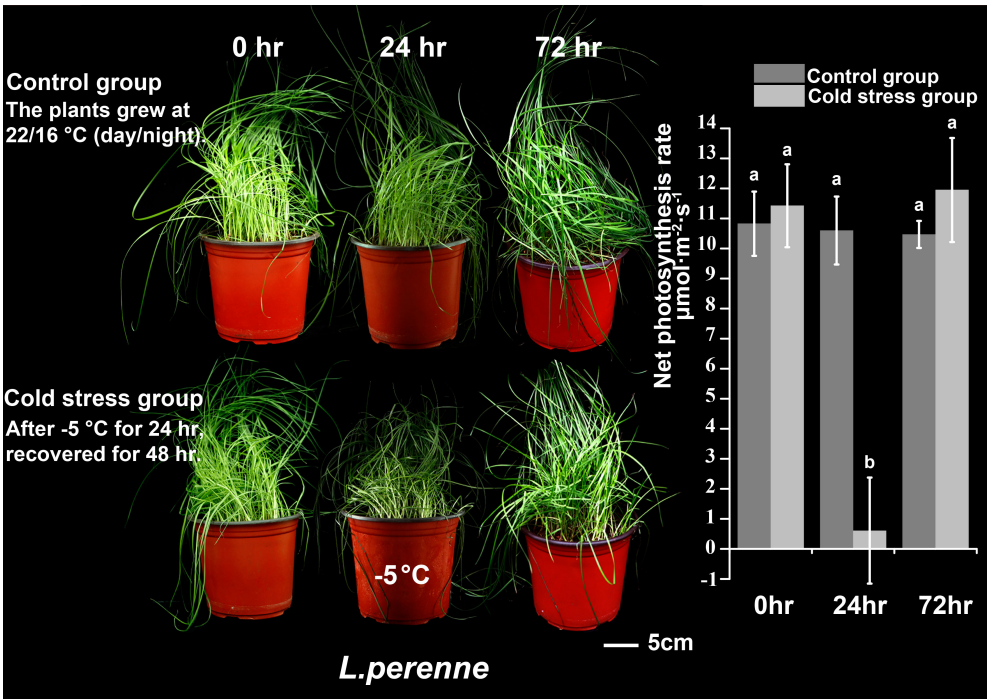 0 hr 24 hr 72 hr
Control group
The plants grew at
22/16 °C (day/night).
Cold stress group
After -5 °C for 24 hr,
recovered for 48 hr.
-5 °C
5cm
L.perenne
Control group
Cold stress group
Net photosynthesis rate
μmol·m⁻²·s⁻¹
14
13
12
11
10
9
8
7
6
5
4
3
2
1
0
-1
a a a b a a
0hr 24hr 72hr